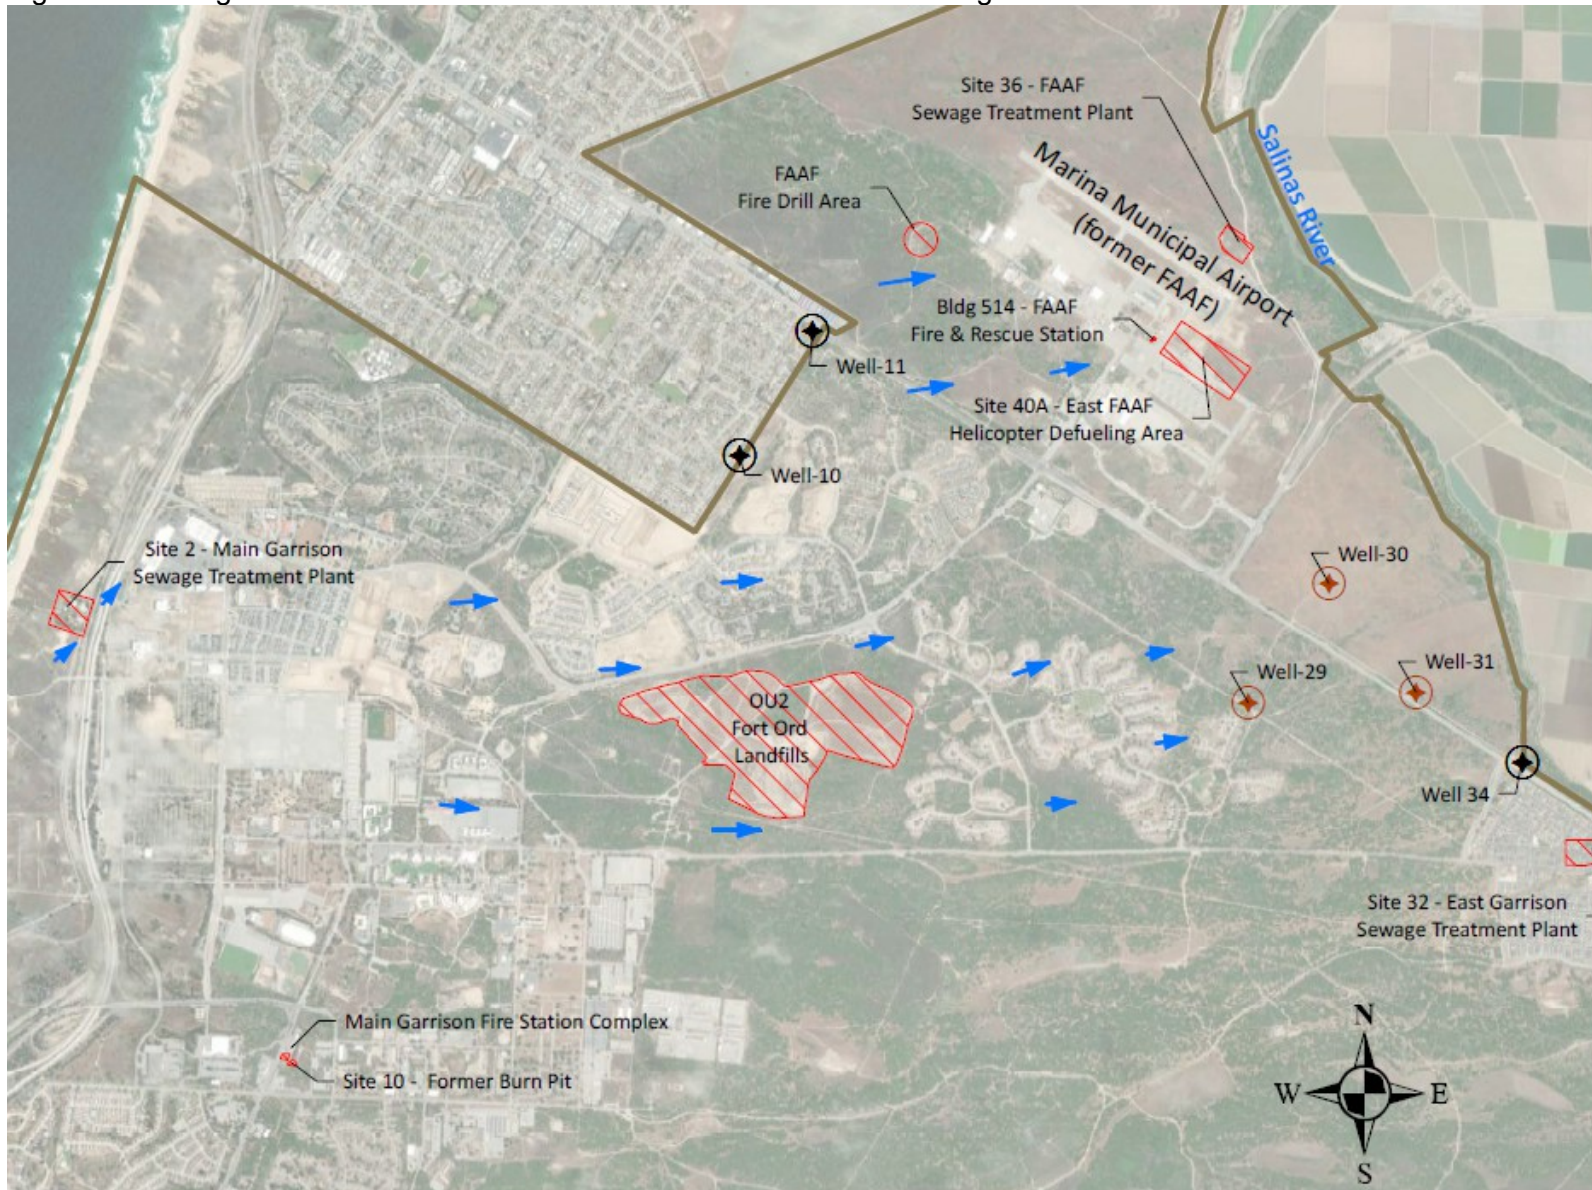 Site 36 - FAAF
Sewage Treatment Plant
Marina Municipal Airport
(former FAAF)
Salinas River
FAAF
Fire Drill Area
Bldg 514 - FAAF
Fire & Rescue Station
Well-11
Site 40A - East FAAF
Helicopter Defueling Area
Well-10
Site 2 - Main Garrison
Sewage Treatment Plant
Well-30
Well-29
Well-31
OU2
Fort Ord
Landfills
Well 34
Site 32 - East Garrison
Sewage Treatment Plant
Main Garrison Fire Station Complex
Site 10 - Former Burn Pit
N
W
E
S